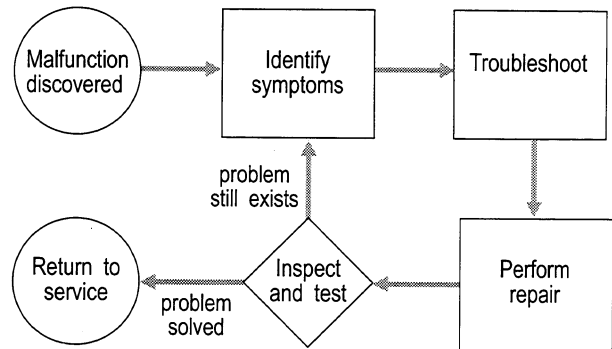 Malfunction
discovered
Identify
symptoms
Troubleshoot
problem
still exists
Return to
service
problem
solved
Inspect
and test
Perform
repair